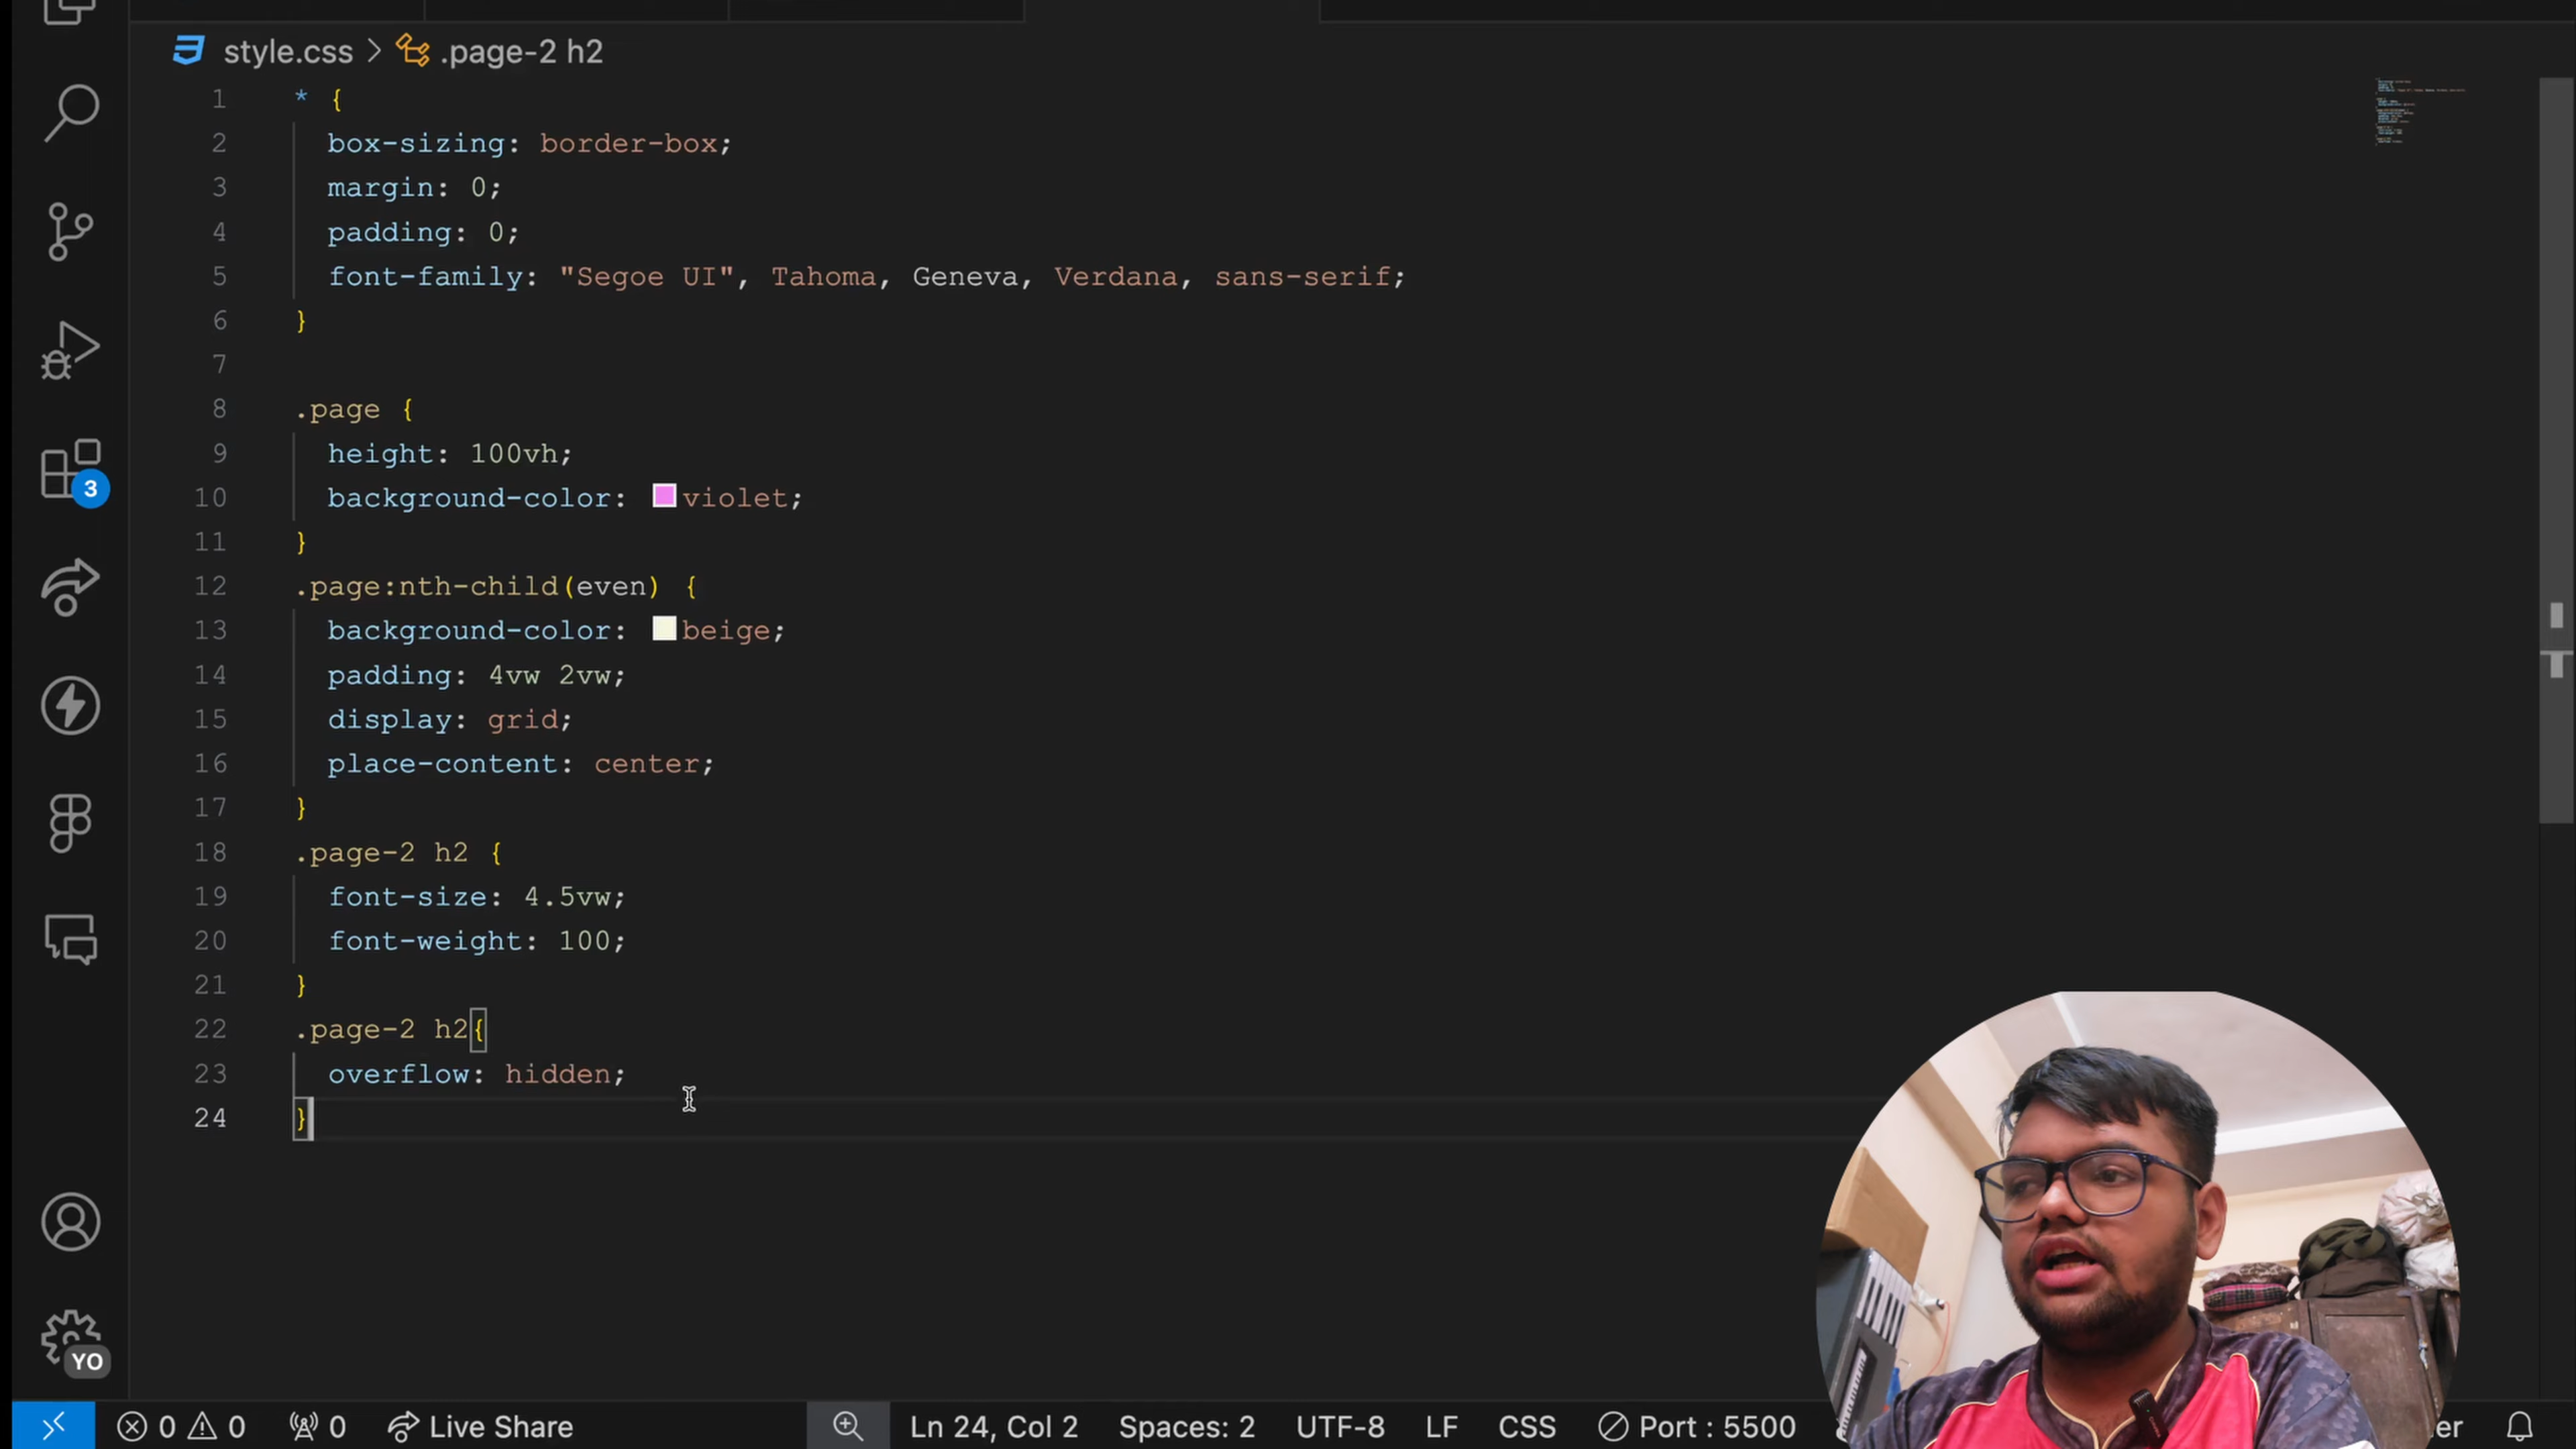 style.css > .page-2 h2
1 * {
2 box-sizing: border-box;
3 margin: 0;
4 padding: 0;
5 font-family: "Segoe UI", Tahoma, Geneva, Verdana, sans-serif;
6 }
7
8 .page {
9 height: 100vh;
10 background-color: violet;
11 }
12 .page:nth-child(even) {
13 background-color: beige;
14 padding: 4vw 2vw;
15 display: grid;
16 place-content: center;
17 }
18 .page-2 h2 {
19 font-size: 4.5vw;
20 font-weight: 100;
21 }
22 .page-2 h2{
23 overflow: hidden;
24 }
3
YO
0 0 0 Live Share Ln 24, Col 2 Spaces: 2 UTF-8 LF CSS Port : 5500